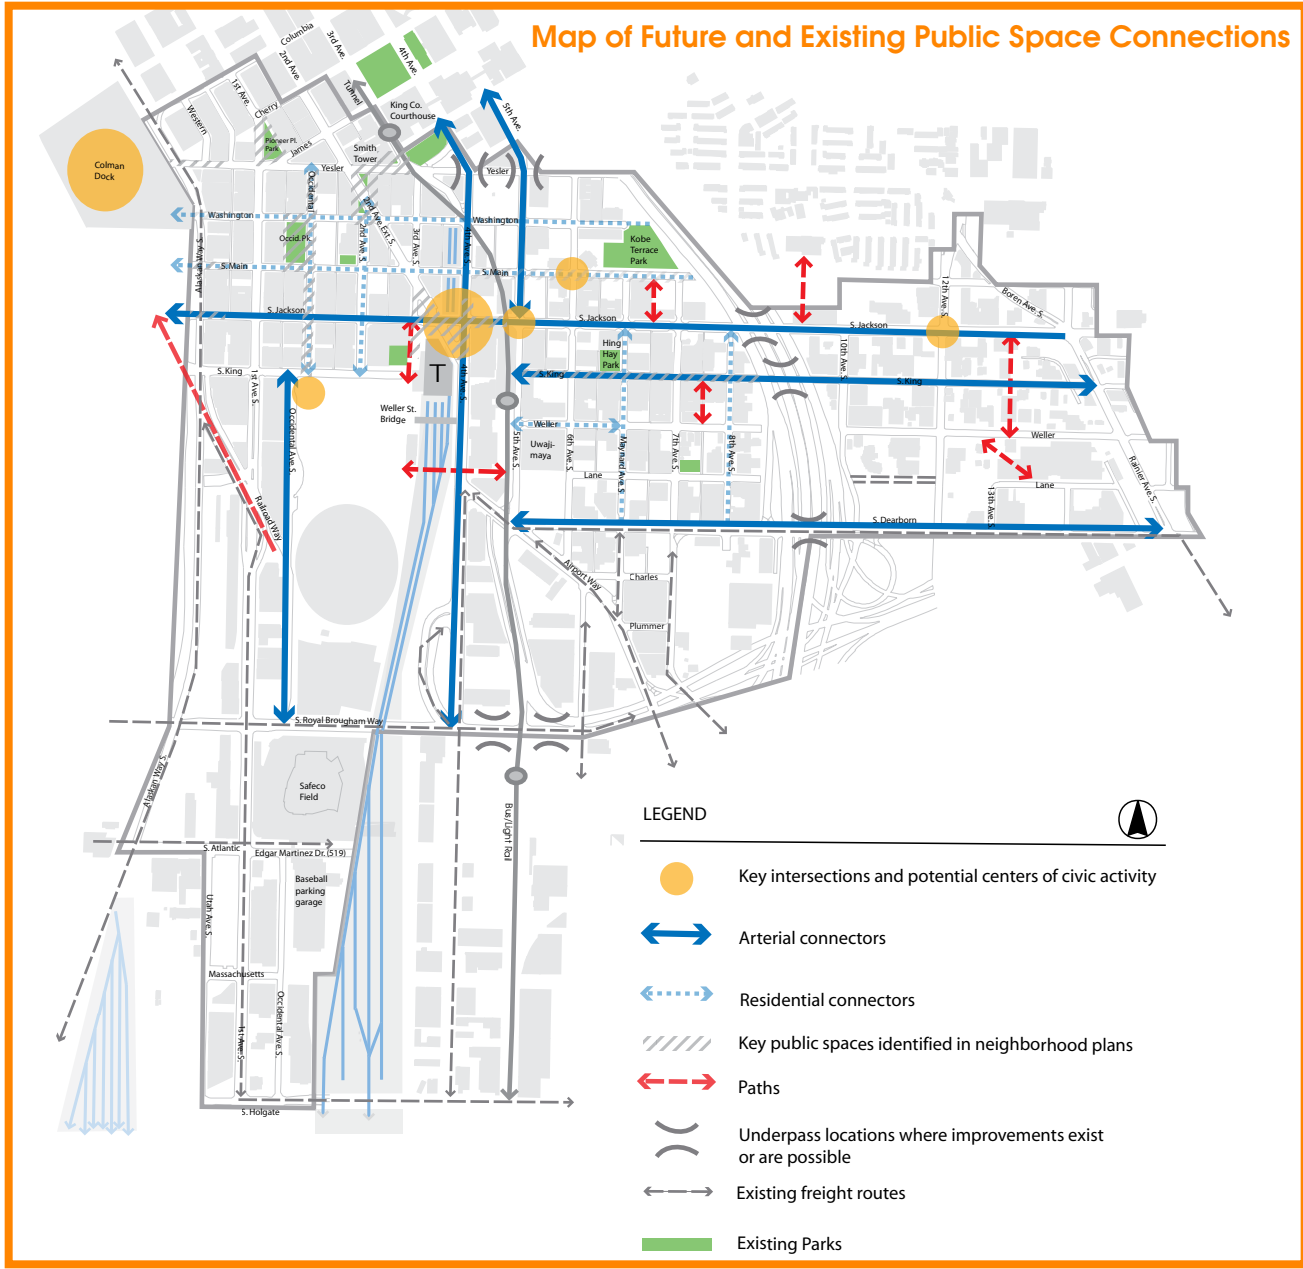 Map of Future and Existing Public Space Connections
Columbia
3rd Ave.
2nd Ave.
4th Ave.
1st Ave.
Tunnel
Cherry
Western
King Co.
Courthouse
5th Ave.
Pioneer Pl.
Park
James
Smith
Tower
Colman
Dock
Yesler
Yesler
Occidental
2nd Ave. Ext. S.
Washington
Washington
Occid. Pk.
2nd Ave. S.
3rd Ave. S.
4th Ave. S.
Kobe
Terrace
Park
Alaskan Way S.
S. Main
S. Main
12th Ave. S.
Boren Ave. S.
S. Jackson
S. Jackson
S. Jackson
Hing
Hay
Park
10th Ave. S.
S. King
T
S. King
S. King
1st Ave. S.
4th Ave. S.
Occidental Ave. S.
Weller St.
Bridge
Weller
Weller
5th Ave. S.
Uwaji-
maya
6th Ave. S.
Maynard Ave. S.
7th Ave. S.
8th Ave. S.
Lane
Lane
Rainier Ave. S.
13th Ave. S.
Railroad Way
S. Dearborn
Airport Way
Charles
Plummer
S. Royal Brougham Way
Alaskan Way S.
Safeco
Field
Bus/Light Rail
S. Atlantic
Edgar Martinez Dr. (519)
Baseball
parking
garage
Utah Ave. S.
Massachusetts
Occidental Ave. S.
1st Ave. S.
S. Holgate
LEGEND
Key intersections and potential centers of civic activity
Arterial connectors
Residential connectors
Key public spaces identified in neighborhood plans
Paths
Underpass locations where improvements exist
or are possible
Existing freight routes
Existing Parks